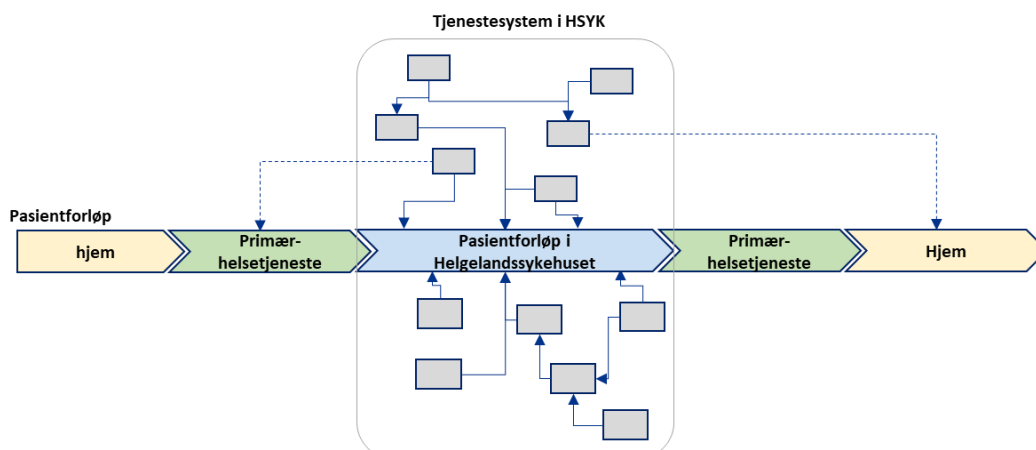 Tjenestesystem i HSYK
Pasientforløp
hjem
Primær-
helsetjeneste
Pasientforløp i
Helgelandssykehuset
Primær-
helsetjeneste
Hjem